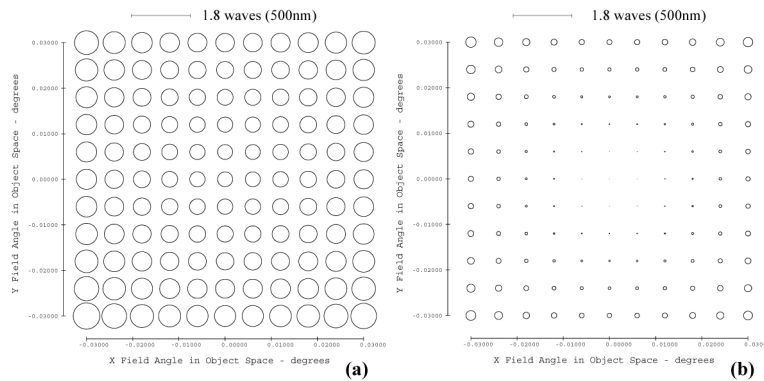 1.8 waves (500nm)
0.03000
0.02000
0.01000
0.00000
-0.01000
-0.02000
-0.03000
Y Field Angle in Object Space - degrees
-0.03000 -0.02000 -0.01000 0.00000 0.01000 0.02000 0.03000
X Field Angle in Object Space - degrees
(a)
1.8 waves (500nm)
0.03000
0.02000
0.01000
0.00000
-0.01000
-0.02000
-0.03000
Y Field Angle in Object Space - degrees
-0.03000 -0.02000 -0.01000 0.00000 0.01000 0.02000 0.0300
X Field Angle in Object Space - degrees
(b)